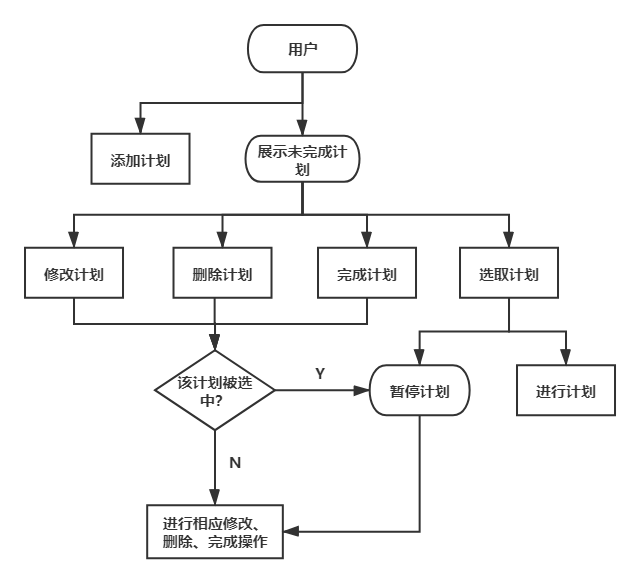 用户
添加计划
展示未完成计
划
修改计划
删除计划
完成计划
选取计划
该计划被选
中?
Y
暂停计划
进行计划
N
进行相应修改、
删除、完成操作